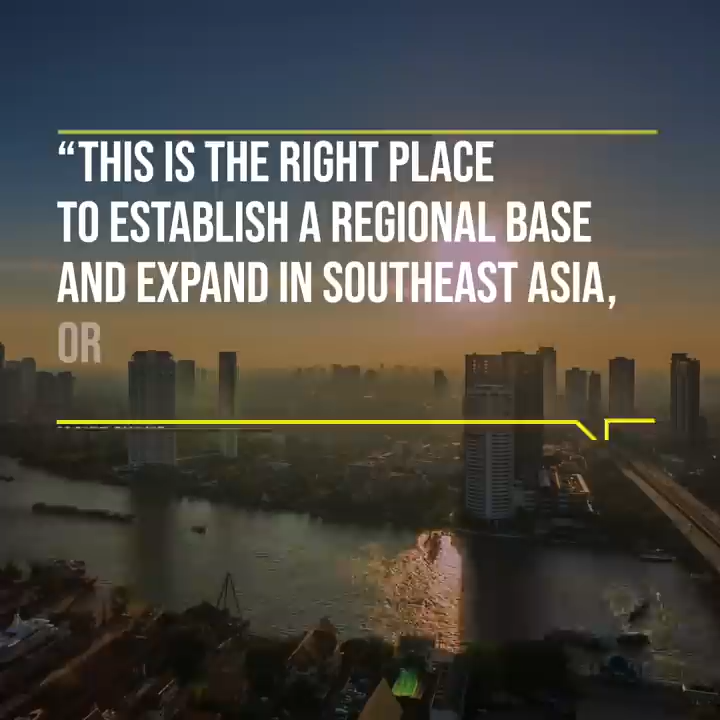 “THIS IS THE RIGHT PLACE
TO ESTABLISH A REGIONAL BASE
AND EXPAND IN SOUTHEAST ASIA,
OR